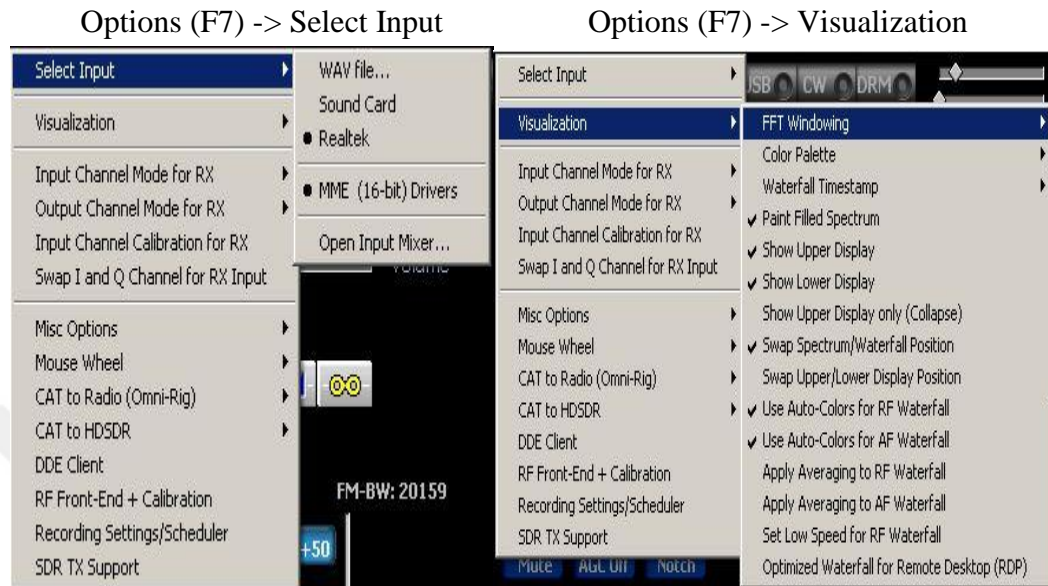 Options (F7) -> Select Input
Select Input
Visualization
Input Channel Mode for RX
Output Channel Mode for RX
Input Channel Calibration for RX
Swap I and Q Channel for RX Input
Misc Options
Mouse Wheel
CAT to Radio (Omni-Rig)
CAT to HDSDR
DDE Client
RF Front-End + Calibration
Recording Settings/Scheduler
SDR TX Support
WAV file...
Sound Card
Realtek
MME (16-bit) Drivers
Open Input Mixer...
Volume
FM-BW: 20159
+50
Options (F7) -> Visualization
Select Input
Visualization
Input Channel Mode for RX
Output Channel Mode for RX
Input Channel Calibration for RX
Swap I and Q Channel for RX Input
Misc Options
Mouse Wheel
CAT to Radio (Omni-Rig)
CAT to HDSDR
DDE Client
RF Front-End + Calibration
Recording Settings/Scheduler
SDR TX Support
CW DRM
FFT Windowing
Color Palette
Waterfall Timestamp
Paint Filled Spectrum
Show Upper Display
Show Lower Display
Show Upper Display only (Collapse)
Swap Spectrum/Waterfall Position
Swap Upper/Lower Display Position
Use Auto-Colors for RF Waterfall
Use Auto-Colors for AF Waterfall
Apply Averaging to RF Waterfall
Apply Averaging to AF Waterfall
Set Low Speed for RF Waterfall
Optimized Waterfall for Remote Desktop (RDP)
Mute AGC Off Notch